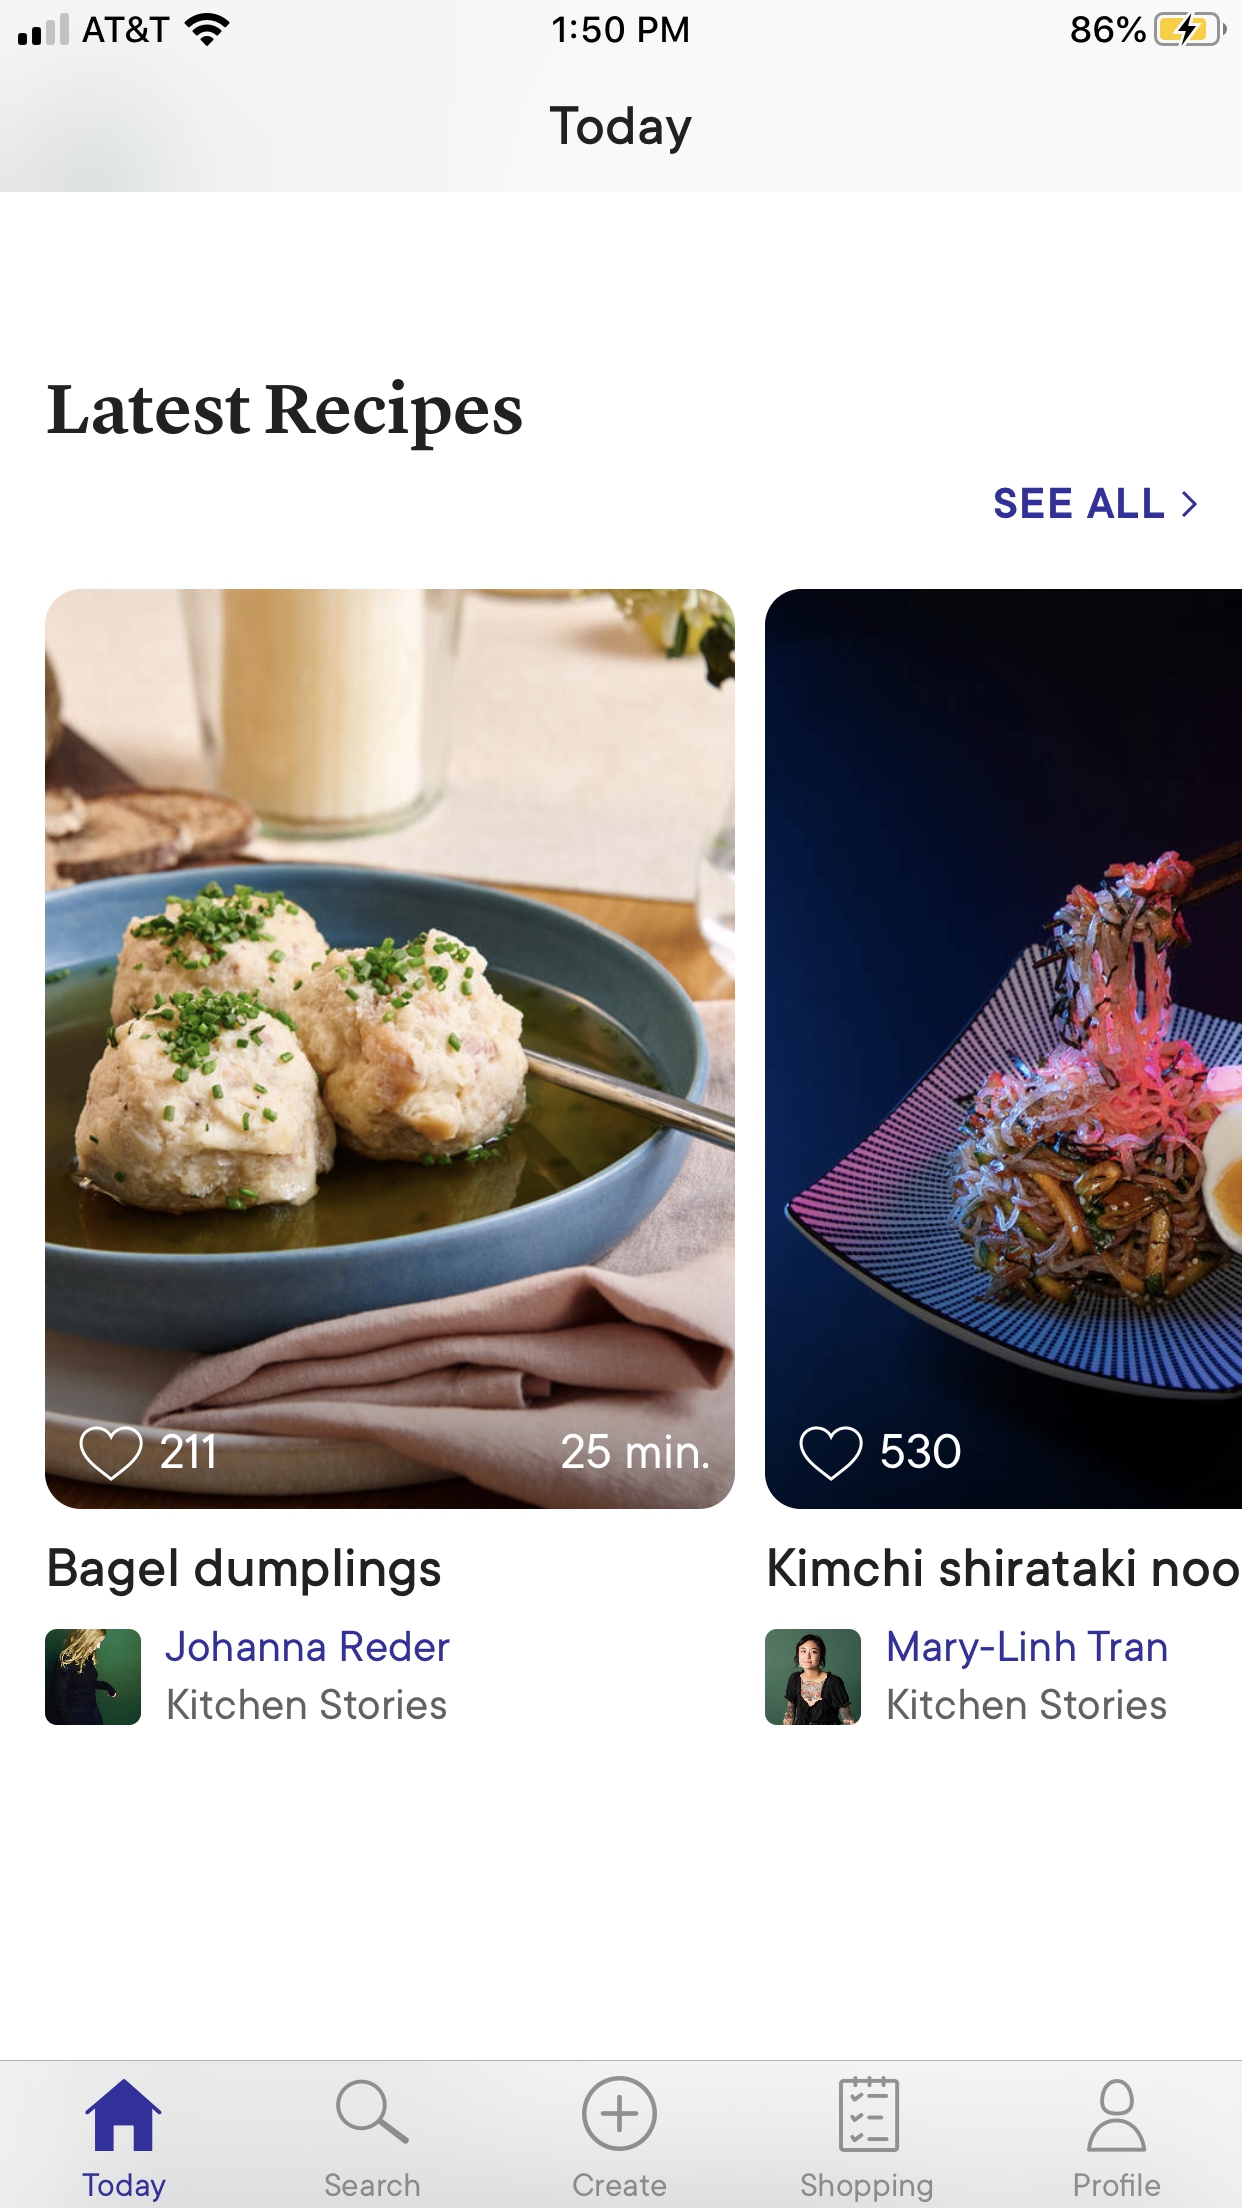 AT&T 1:50 PM 86%
Today
Latest Recipes
SEE ALL >
211 25 min.
530
Bagel dumplings
Johanna Reder
Kitchen Stories
Kimchi shirataki noo
Mary-Linh Tran
Kitchen Stories
Today Search Create Shopping Profile